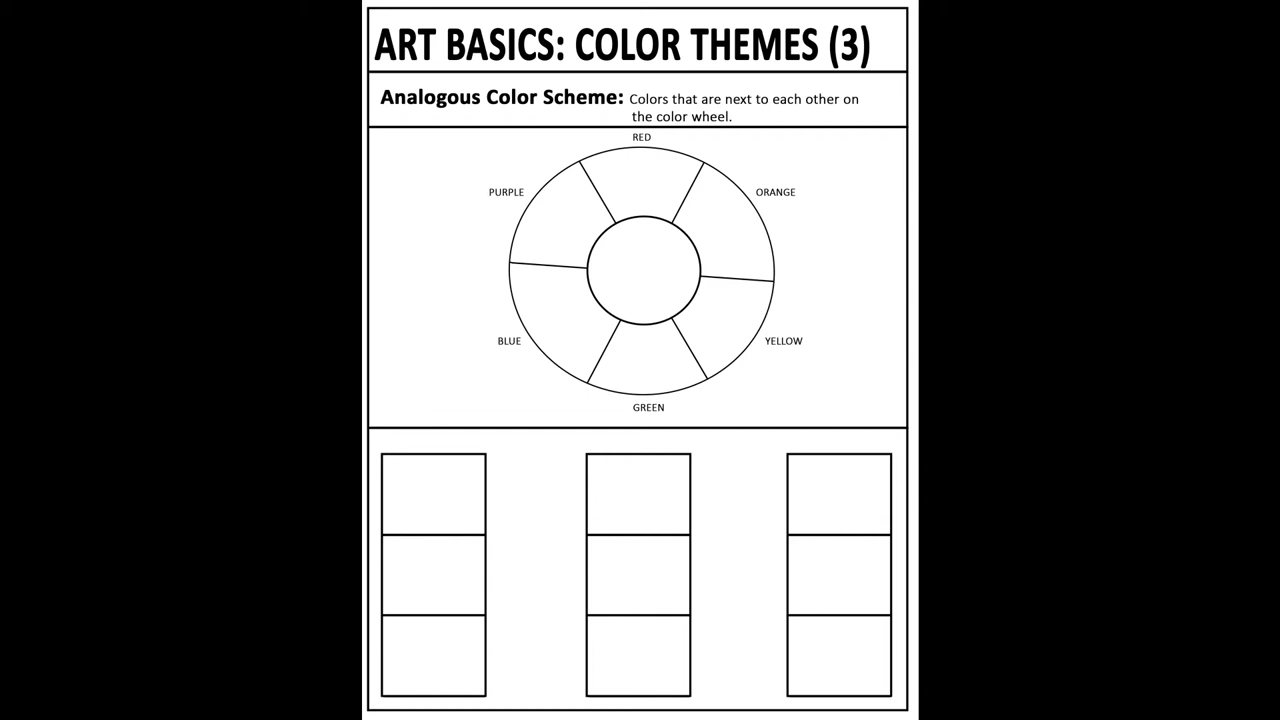 ART BASICS: COLOR THEMES (3)
Analogous Color Scheme: Colors that are next to each other on
the color wheel.
RED
PURPLE
ORANGE
BLUE
YELLOW
GREEN